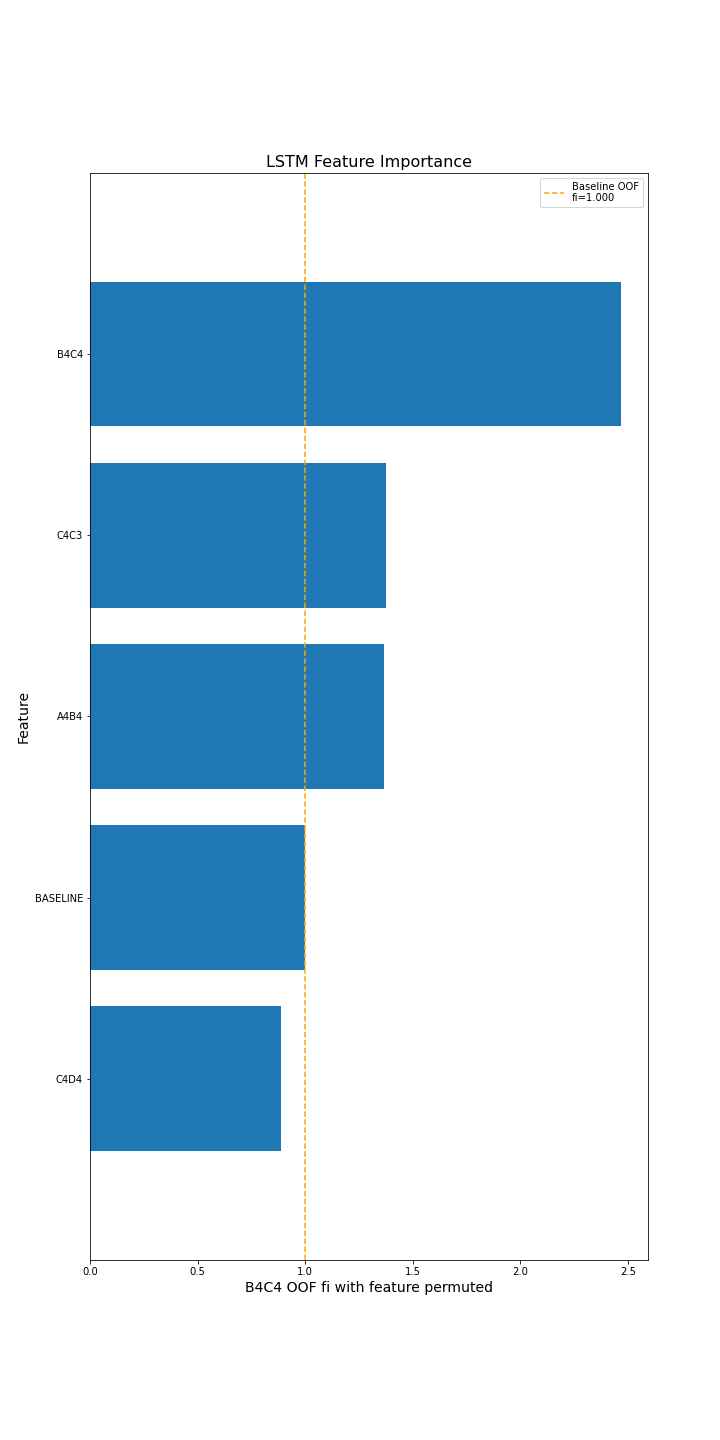 LSTM Feature Importance
Baseline OOF
fi=1.000
B4C4
C4C3
A4B4
BASELINE
C4D4
Feature
0.0 0.5 1.0 1.5 2.0 2.5
B4C4 OOF fi with feature permuted